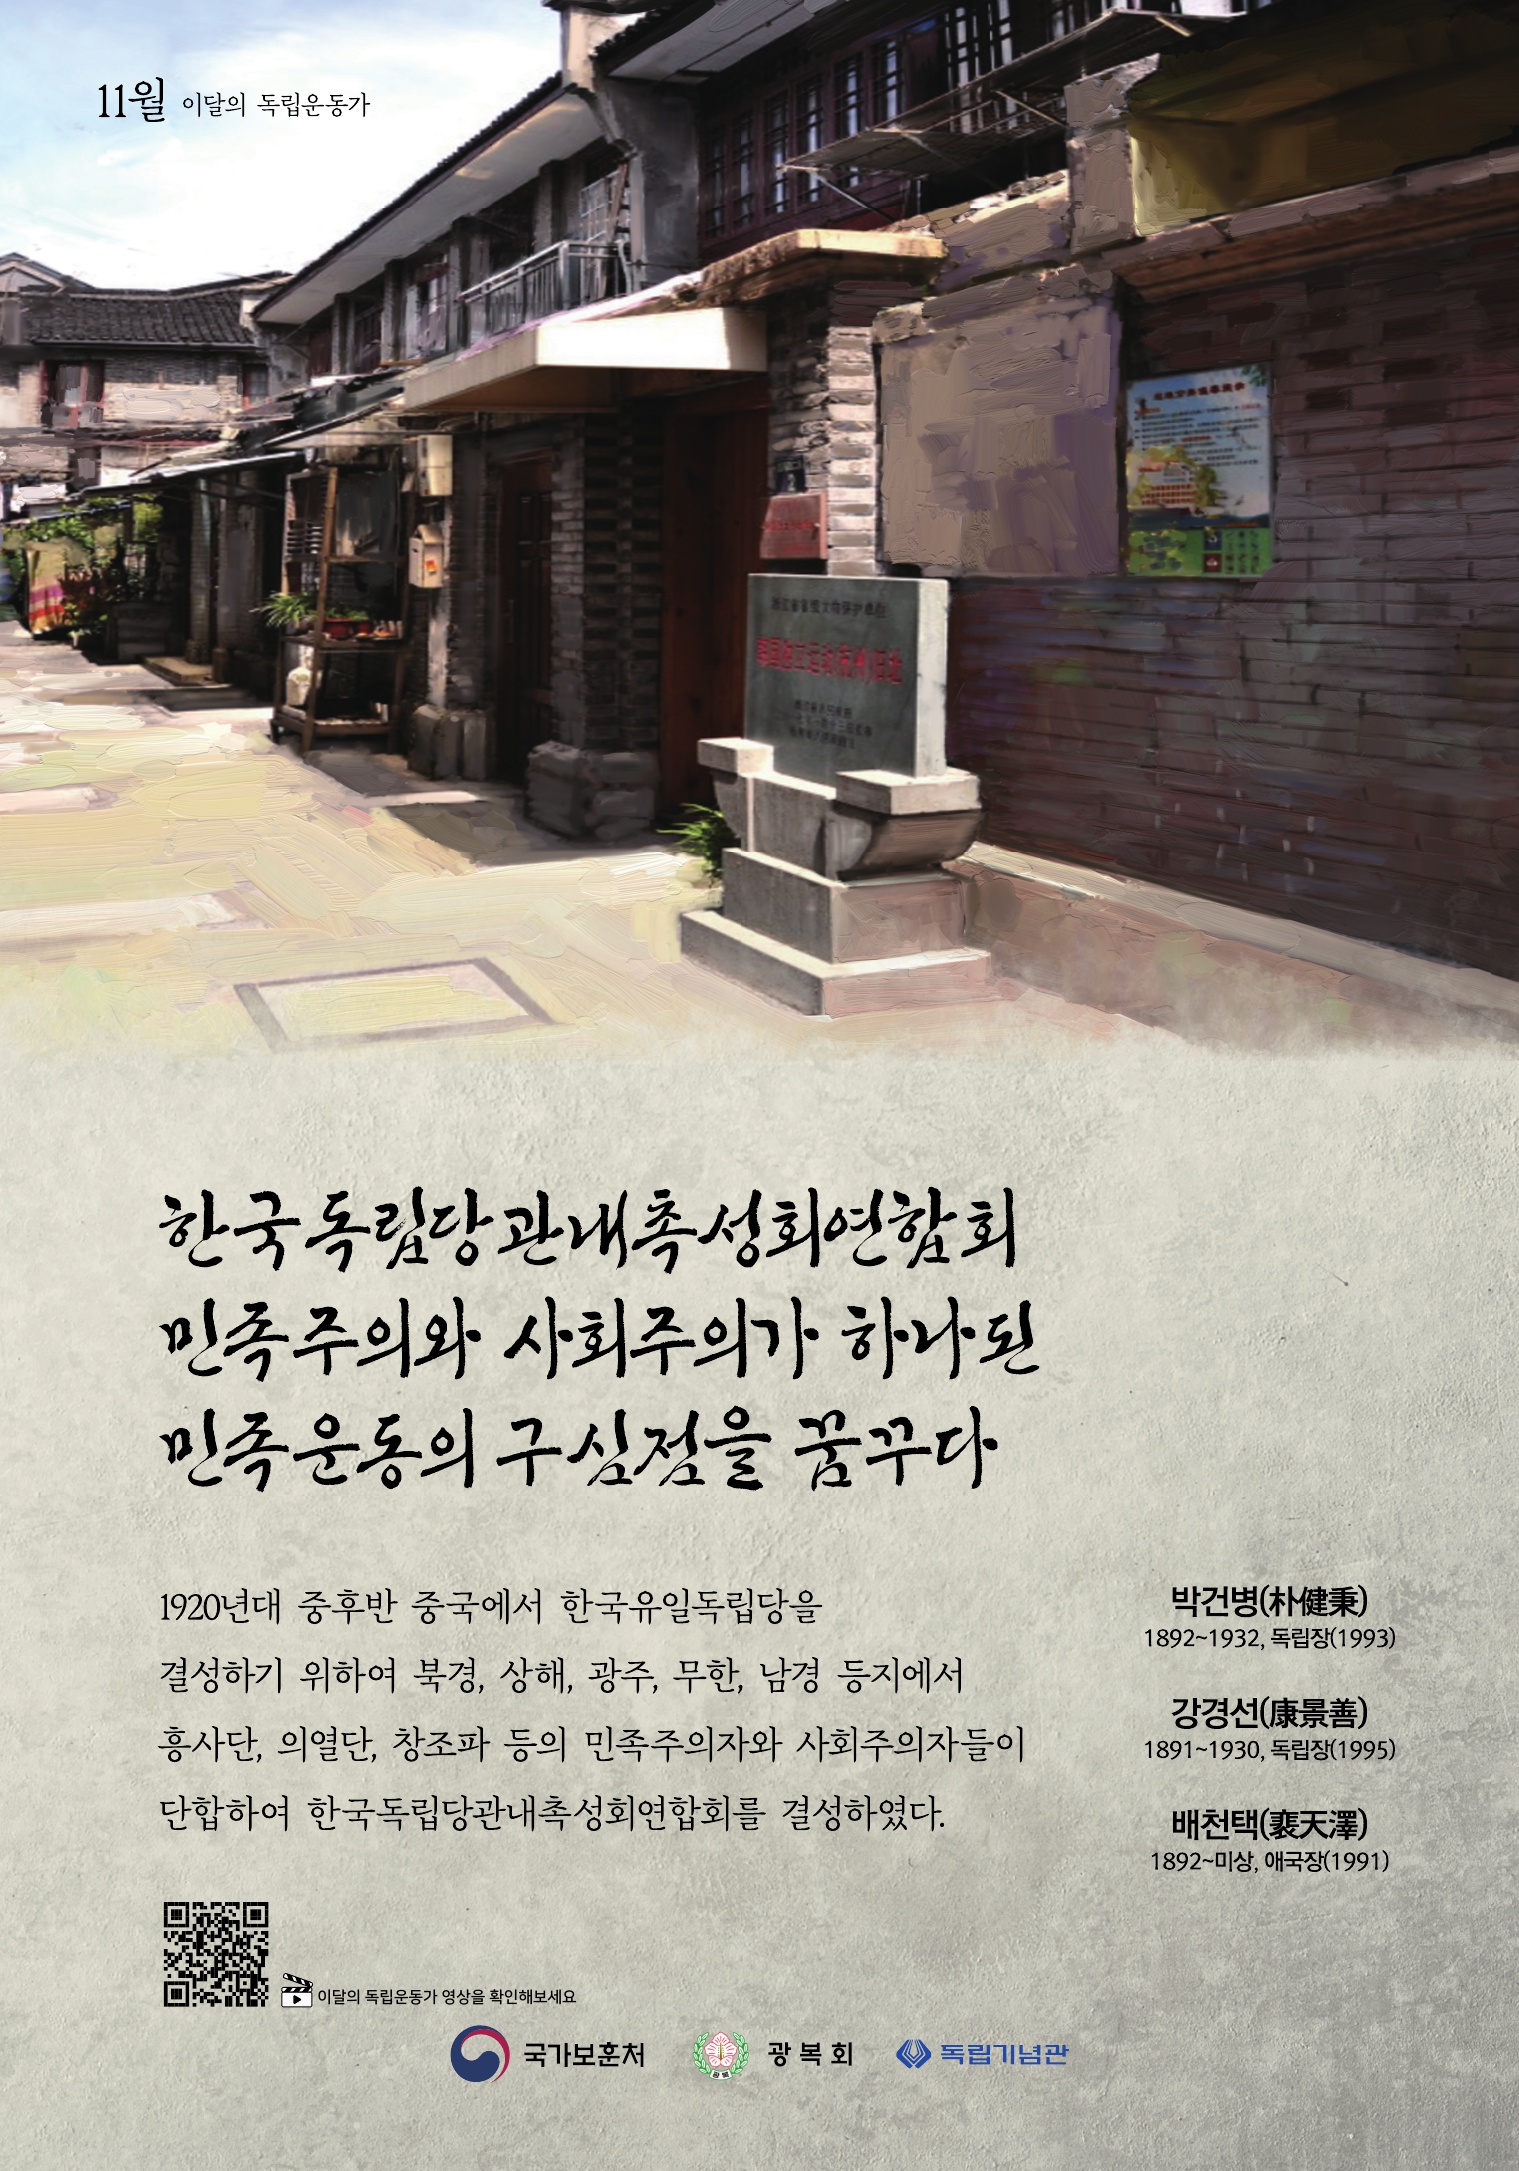 11월 이달의 독립운동가
한국독립당관내촉성회연합회
민족주의와 사회주의가 하나된
민족운동의 구심점을 꿈꾸다
1920년대 중후반 중국에서 한국유일독립당을
결성하기 위하여 북경, 상해, 광주, 무한, 남경 등지에서
흥사단, 의열단, 창조파 등의 민족주의자와 사회주의자들이
단합하여 한국독립당관내촉성회연합회를 결성하였다.
박건병(朴健秉)
1892~1932, 독립장(1993)
강경선(康景善)
1891~1930, 독립장(1995)
배천택(裵天澤)
1892~미상, 애국장(1991)
이달의 독립운동가 영상을 확인해보세요
국가보훈처 광복회 독립기념관